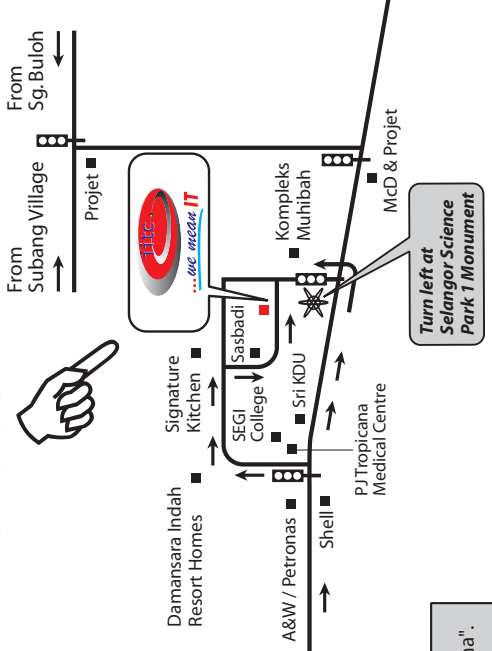 From
Subang Village
From
Sg.Buloh
Projet
iitc
...we mean IT
Signature
Kitchen
Sasbadi
Kompleks
Muhibah
McD & Projet
Damansara Indah
Resort Homes
SEGI
College
Sri KDU
Turn left at
Selangor Science
Park 1 Monument
A&W / Petronas
Shell
PJ Tropicana
Medical Centre